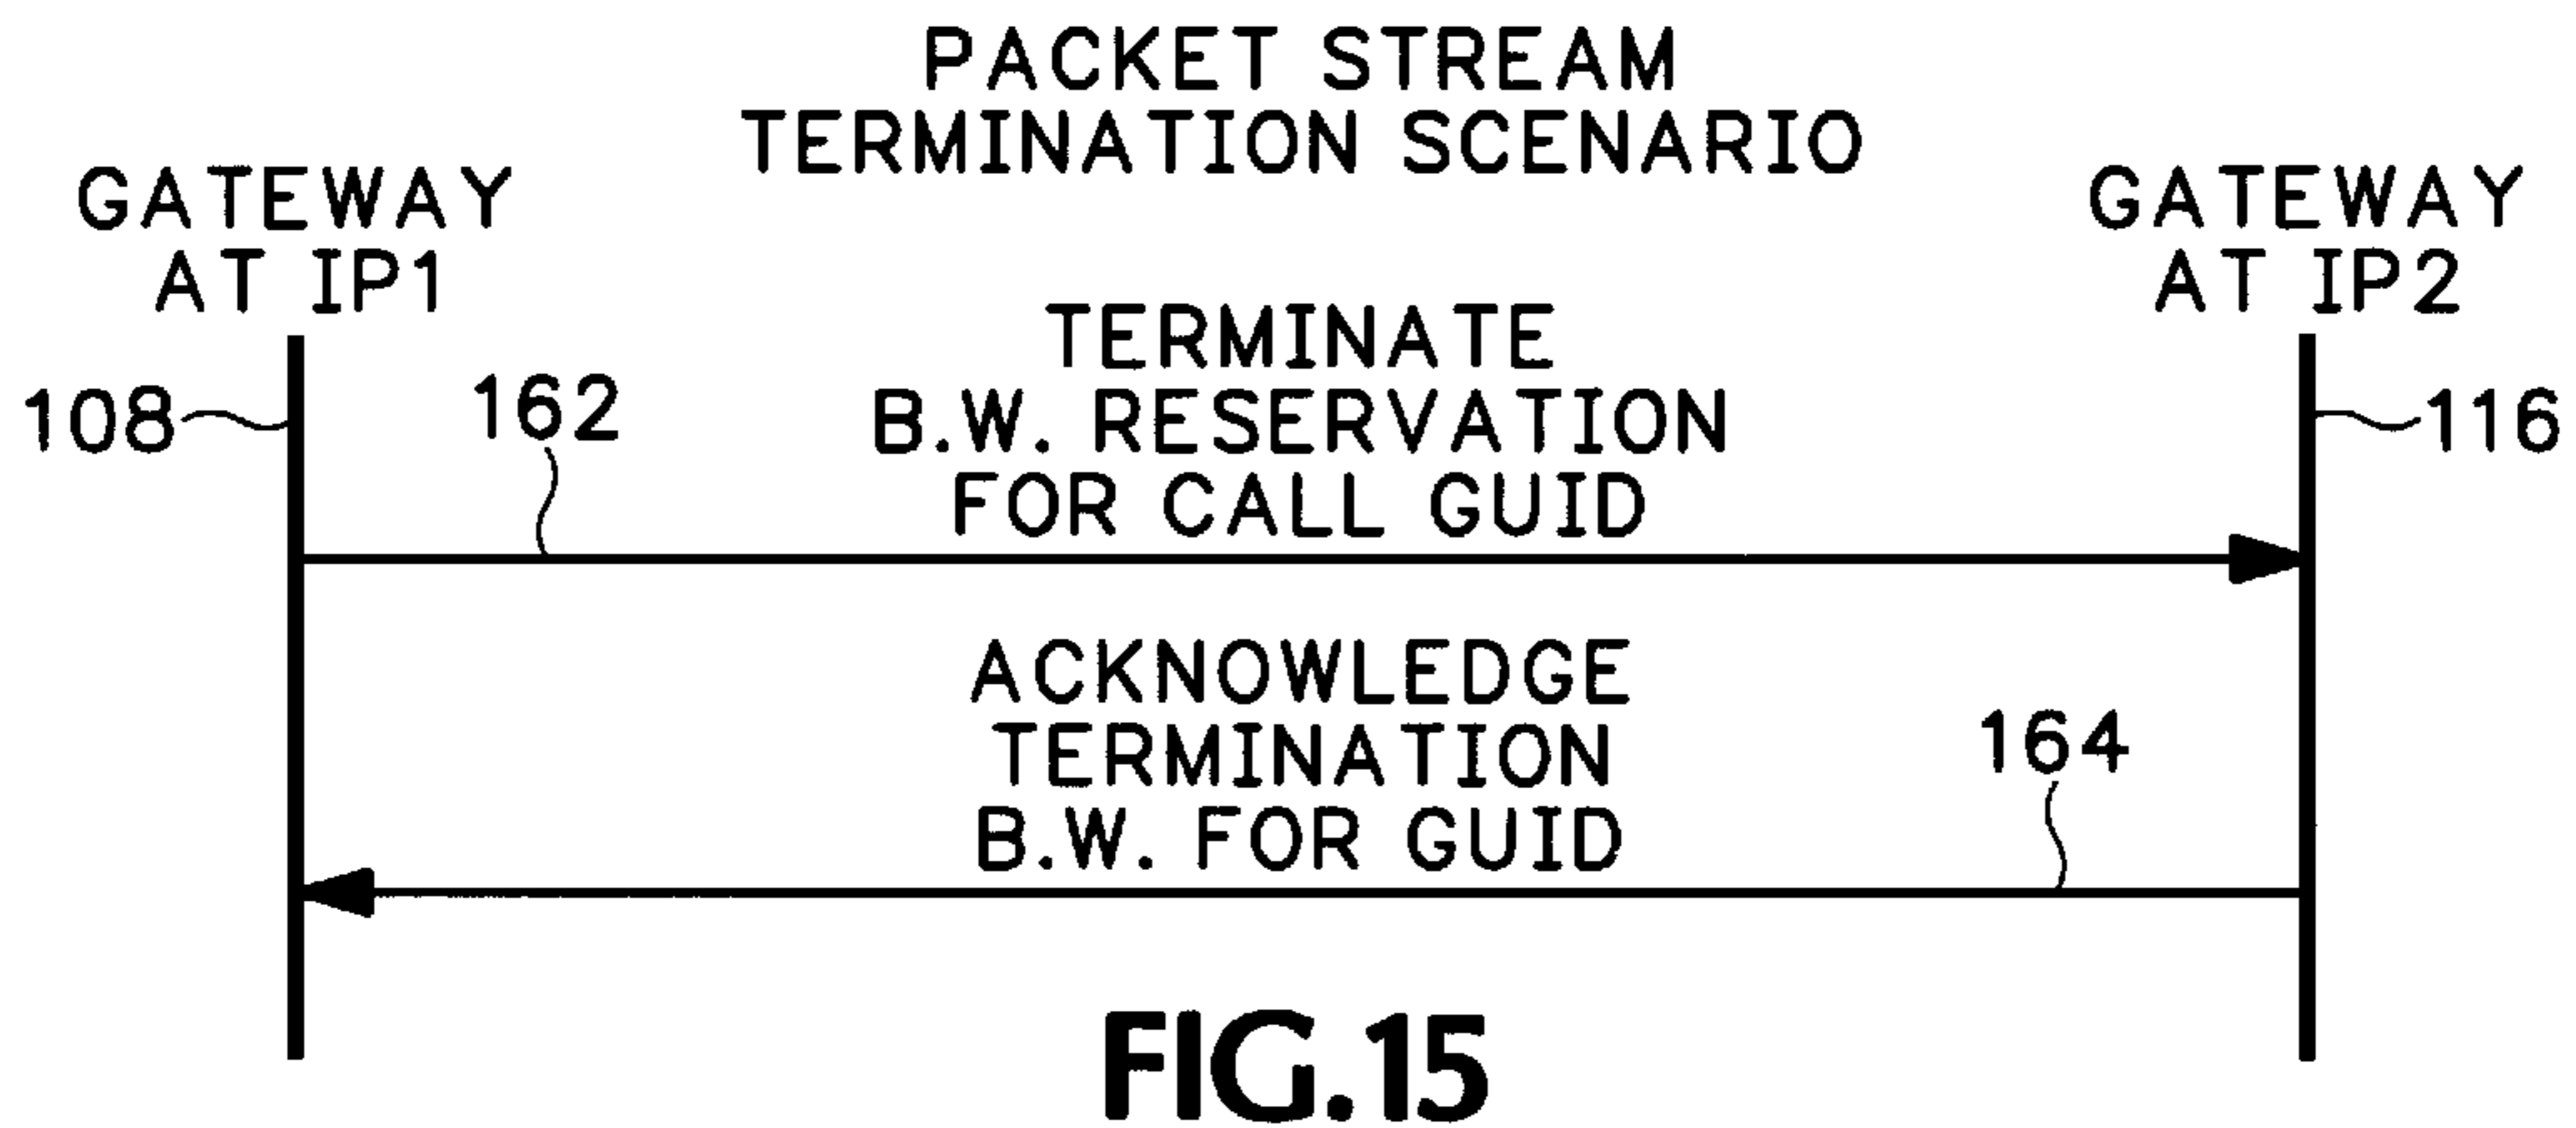 PACKET STREAM
TERMINATION SCENARIO
GATEWAY
AT IP1
GATEWAY
AT IP2
TERMINATE
B.W. RESERVATION
FOR CALL GUID
108
162
116
ACKNOWLEDGE
TERMINATION
B.W. FOR GUID
164
FIG.15